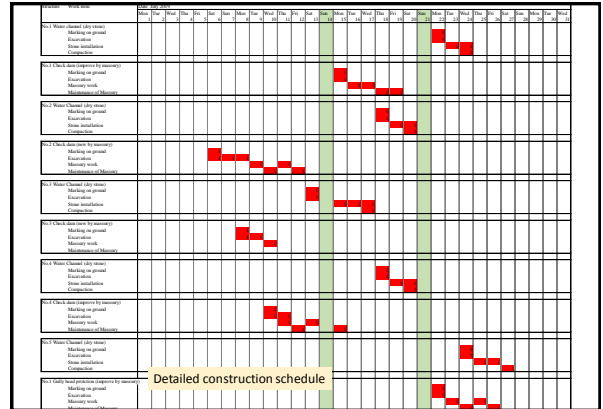 Structure Work item Date: July 2019
Mon Tue Wed Thu Fri Sat Sun Mon Tue Wed Thu Fri Sat Sun Mon Tue Wed Thu Fri Sat Sun Mon Tue Wed Thu Fri Sat Sun Mon Tue Wed
1 2 3 4 5 6 7 8 9 10 11 12 13 14 15 16 17 18 19 20 21 22 23 24 25 26 27 28 29 30 31
No.1 Water channel (dry stone)
Marking on ground
Excavation
Stone installation
Compaction
No.1 Check dam (improve by masonry)
Marking on ground
Excavation
Masonry work
Maintenance of Masonry
No.2 Water Channel (dry stone)
Marking on ground
Excavation
Stone installation
Compaction
No.2 Check dam (new by masonry)
Marking on ground
Excavation
Masonry work
Maintenance of Masonry
No.3 Water Channel (dry stone)
Marking on ground
Excavation
Stone installation
Compaction
No.3 Check dam (new by masonry)
Marking on ground
Excavation
Masonry work
Maintenance of Masonry
No.4 Water Channel (dry stone)
Marking on ground
Excavation
Stone installation
Compaction
No.4 Check dam (improve by masonry)
Marking on ground
Excavation
Masonry work
Maintenance of Masonry
No.5 Water Channel (dry stone)
Marking on ground
Excavation
Stone installation
Compaction
No.1 Gully head protction (improve by masonry)
Marking on ground
Excavation
Masonry work
Maintenance of Masonry
Detailed construction schedule